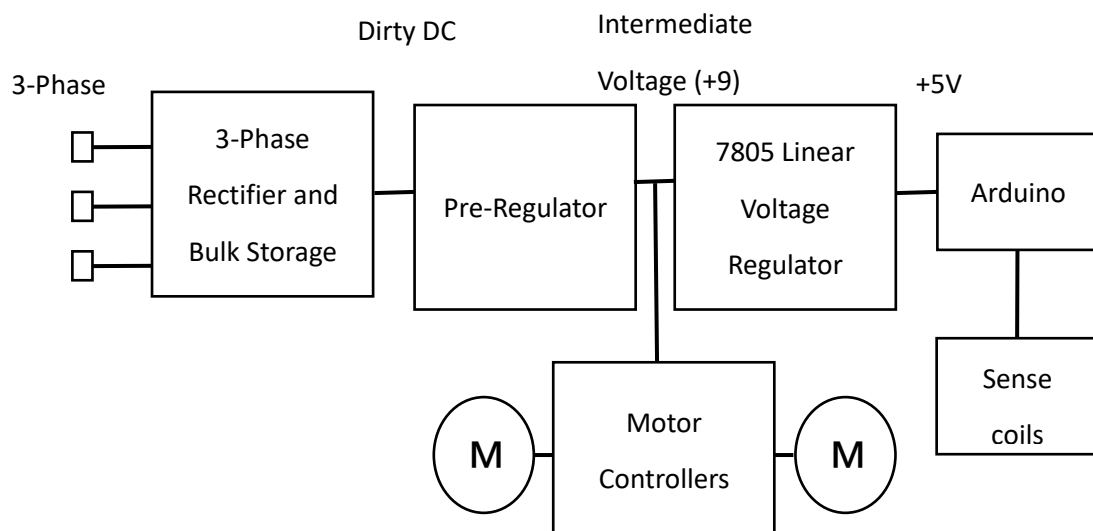 Dirty DC
Intermediate
Voltage (+9)
3-Phase
+5V
3-Phase
Rectifier and
Bulk Storage
Pre-Regulator
7805 Linear
Voltage
Regulator
Arduino
Sense
coils
M
Motor
Controllers
M